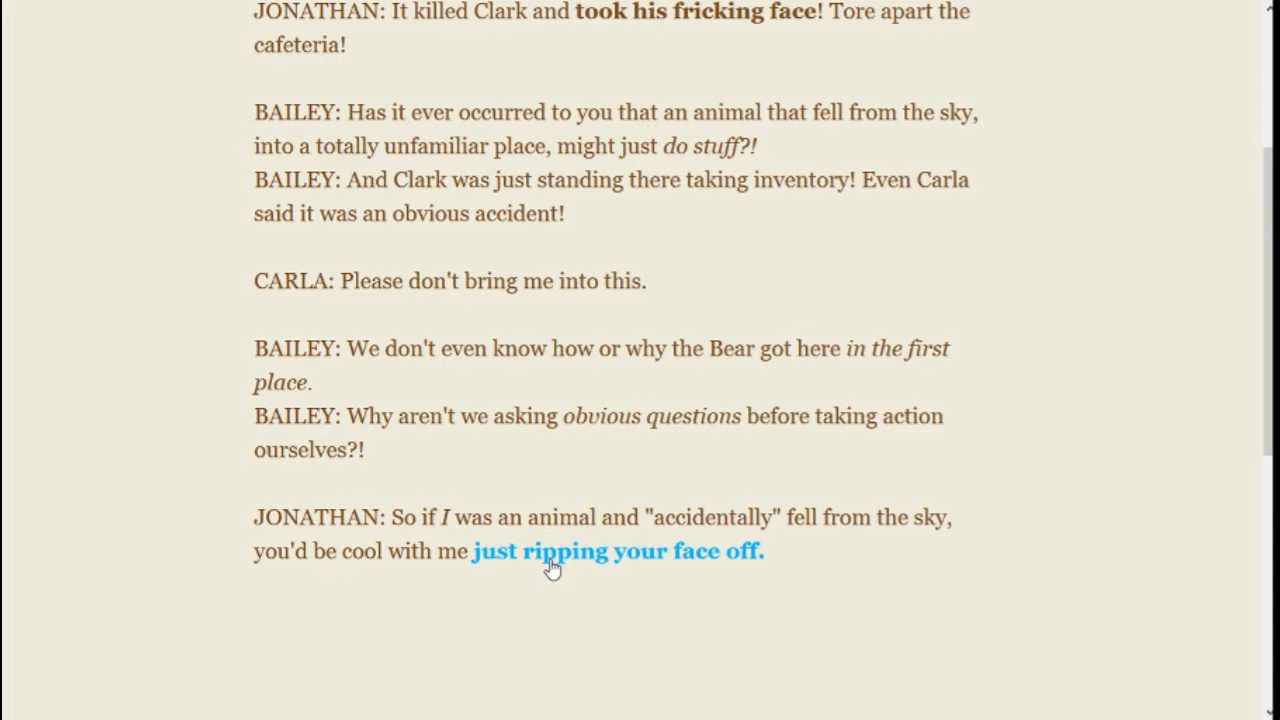 JONATHAN: It killed Clark and took his fricking face! Tore apart the
cafeteria!
BAILEY: Has it ever occurred to you that an animal that fell from the sky,
into a totally unfamiliar place, might just do stuff?!
BAILEY: And Clark was just standing there taking inventory! Even Carla
said it was an obvious accident!
CARLA: Please don't bring me into this.
BAILEY: We don't even know how or why the Bear got here in the first
place.
BAILEY: Why aren't we asking obvious questions before taking action
ourselves?!
JONATHAN: So if I was an animal and "accidentally" fell from the sky,
you'd be cool with me just ripping your face off.